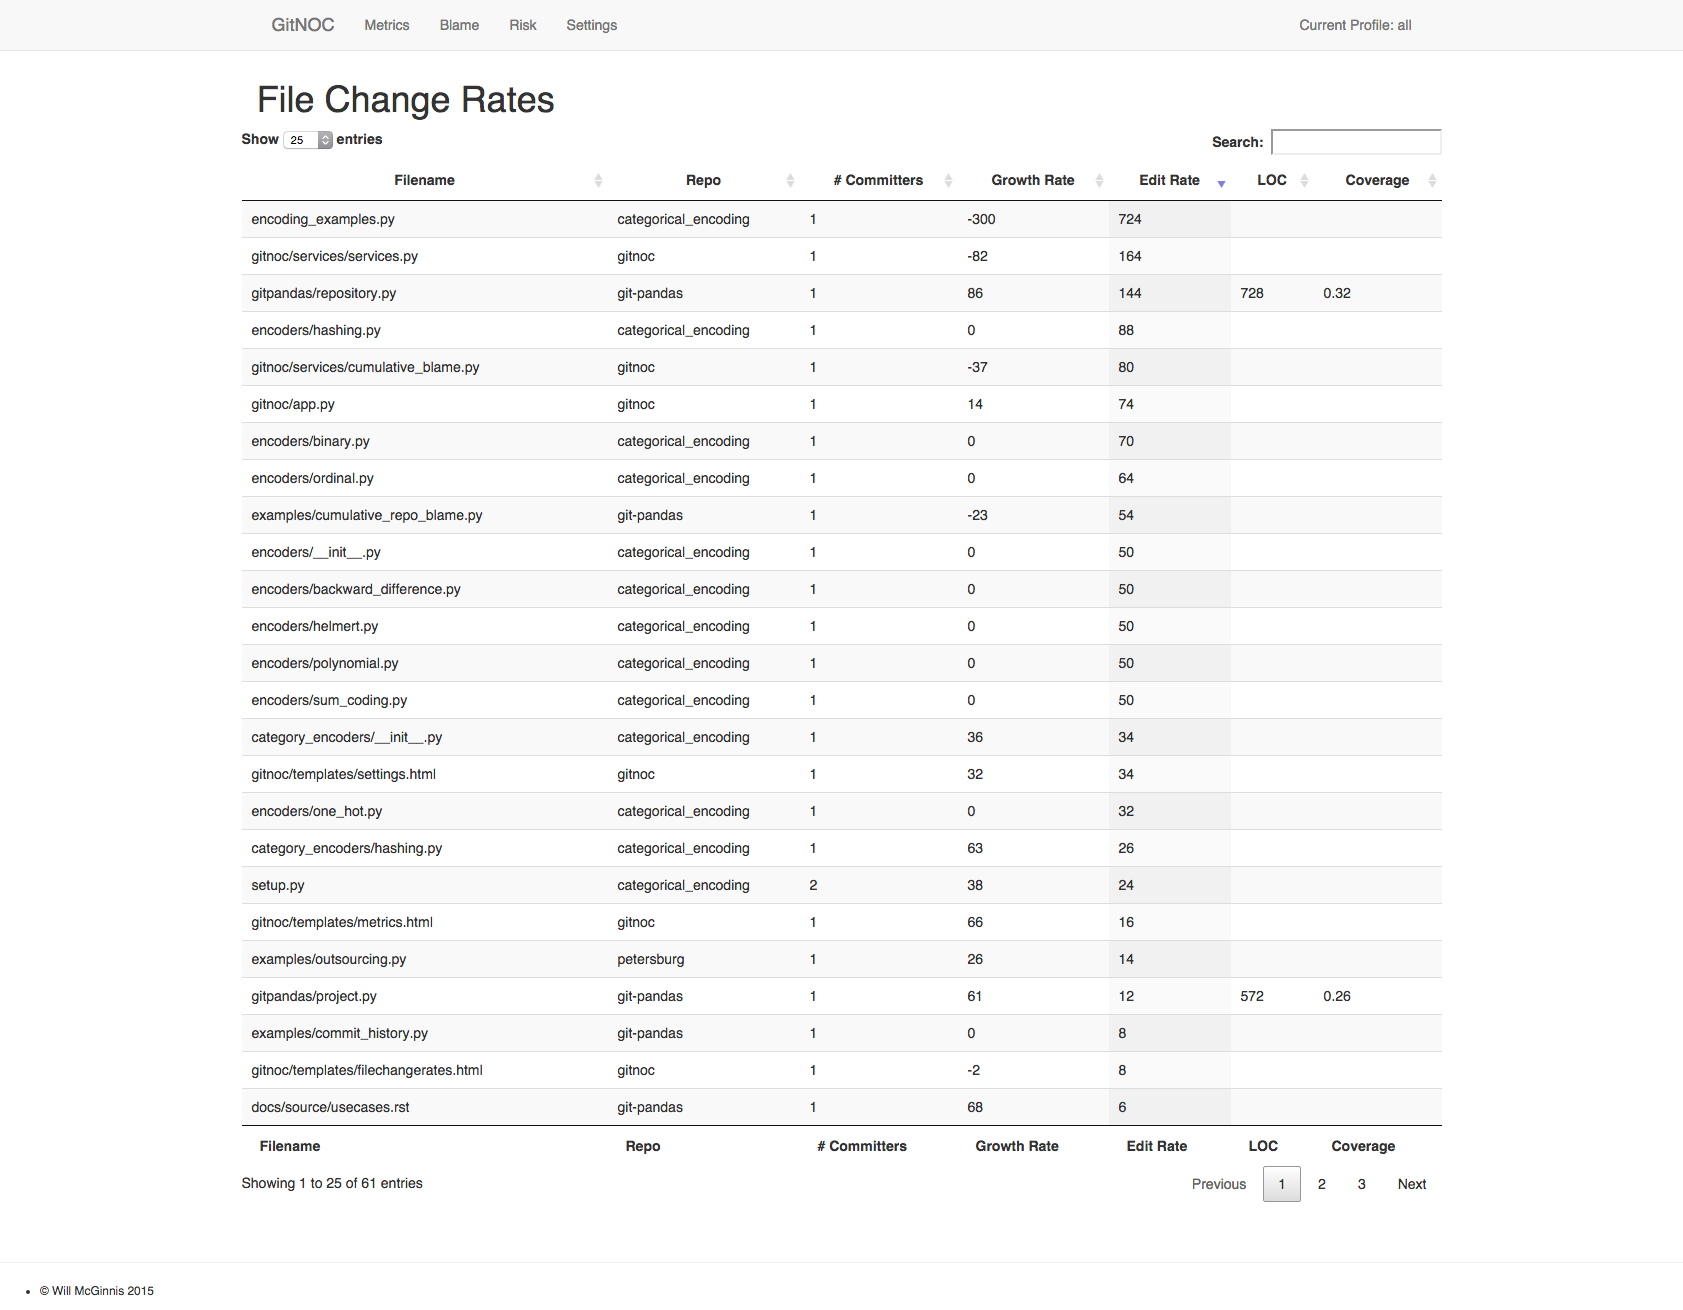 GitNOC Metrics Blame Risk Settings Current Profile: all
File Change Rates
Show 25 entries Search:
Filename Repo # Committers Growth Rate Edit Rate LOC Coverage
encoding_examples.py categorical_encoding 1 -300 724
gitnoc/services/services.py gitnoc 1 -82 164
gitpandas/repository.py git-pandas 1 86 144 728 0.32
encoders/hashing.py categorical_encoding 1 0 88
gitnoc/services/cumulative_blame.py gitnoc 1 -37 80
gitnoc/app.py gitnoc 1 14 74
encoders/binary.py categorical_encoding 1 0 70
encoders/ordinal.py categorical_encoding 1 0 64
examples/cumulative_repo_blame.py git-pandas 1 -23 54
encoders/__init__.py categorical_encoding 1 0 50
encoders/backward_difference.py categorical_encoding 1 0 50
encoders/helmert.py categorical_encoding 1 0 50
encoders/polynomial.py categorical_encoding 1 0 50
encoders/sum_coding.py categorical_encoding 1 0 50
category_encoders/__init__.py categorical_encoding 1 36 34
gitnoc/templates/settings.html gitnoc 1 32 34
encoders/one_hot.py categorical_encoding 1 0 32
category_encoders/hashing.py categorical_encoding 1 63 26
setup.py categorical_encoding 2 38 24
gitnoc/templates/metrics.html gitnoc 1 66 16
examples/outsourcing.py petersburg 1 26 14
gitpandas/project.py git-pandas 1 61 12 572 0.26
examples/commit_history.py git-pandas 1 0 8
gitnoc/templates/filechangerates.html gitnoc 1 -2 8
docs/source/usecases.rst git-pandas 1 68 6
Filename Repo # Committers Growth Rate Edit Rate LOC Coverage
Showing 1 to 25 of 61 entries Previous 1 2 3 Next
• © Will McGinnis 2015